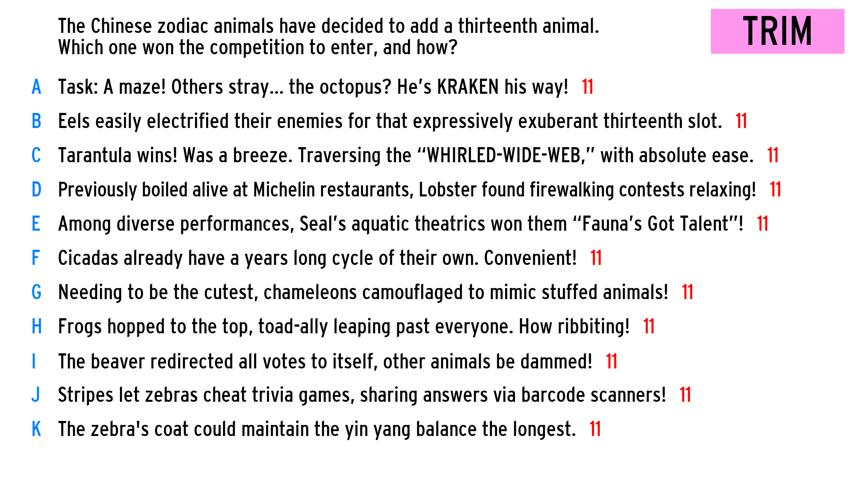 The Chinese zodiac animals have decided to add a thirteenth animal.
Which one won the competition to enter, and how?
TRIM
A Task: A maze! Others stray... the octopus? He's KRAKEN his way! 11
B Eels easily electrified their enemies for that expressively exuberant thirteenth slot. 11
C Tarantula wins! Was a breeze. Traversing the “WHIRLED-WIDE-WEB,” with absolute ease. 11
D Previously boiled alive at Michelin restaurants, Lobster found firewalking contests relaxing! 11
E Among diverse performances, Seal's aquatic theatrics won them “Fauna's Got Talent”! 11
F Cicadas already have a years long cycle of their own. Convenient! 11
G Needing to be the cutest, chameleons camouflaged to mimic stuffed animals! 11
H Frogs hopped to the top, toad-ally leaping past everyone. How ribbiting! 11
I The beaver redirected all votes to itself, other animals be dammed! 11
J Stripes let zebras cheat trivia games, sharing answers via barcode scanners! 11
K The zebra's coat could maintain the yin yang balance the longest. 11